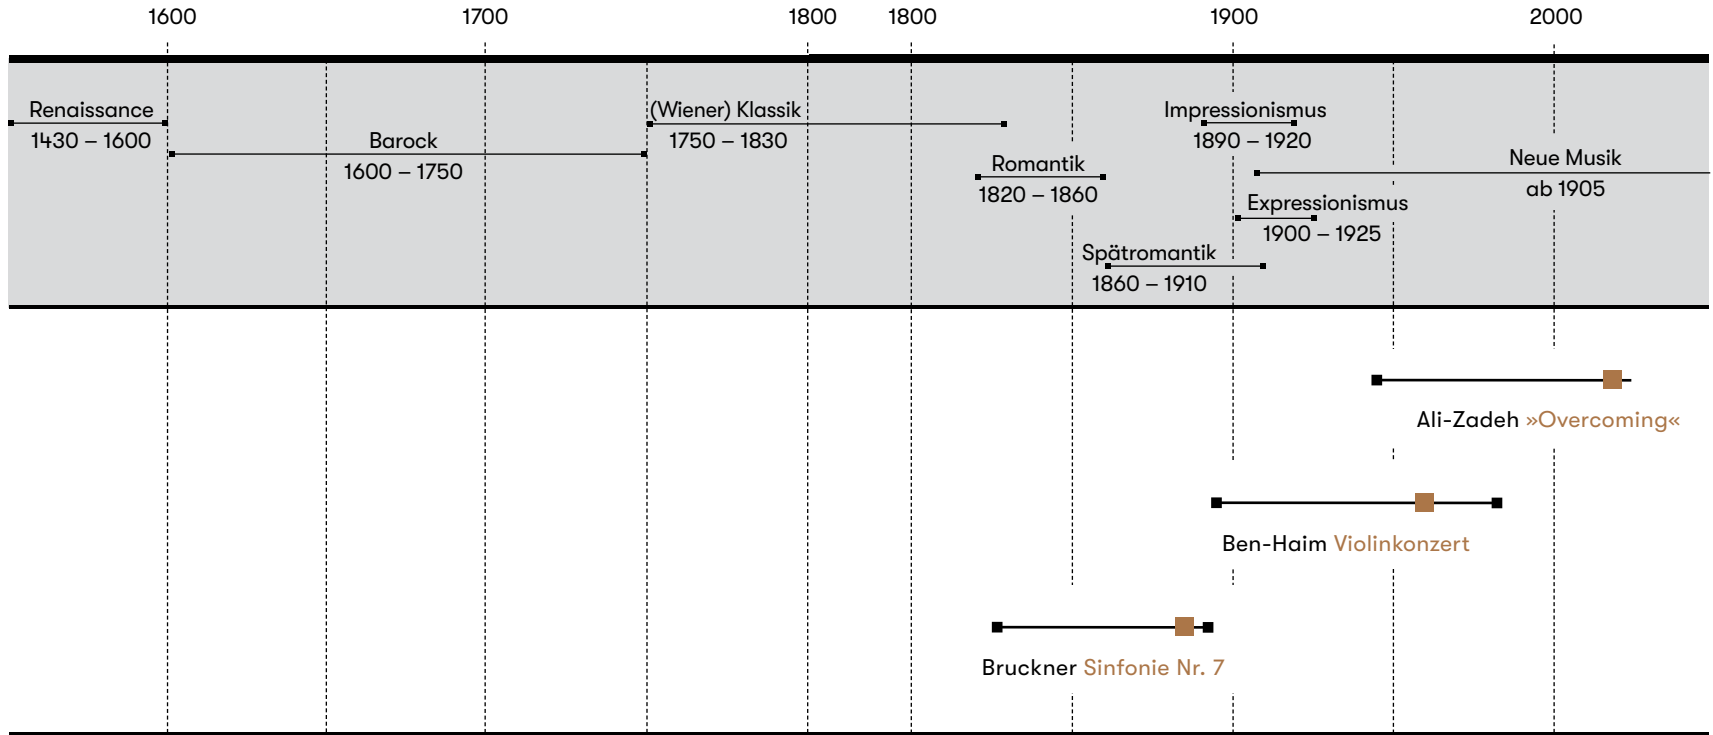 1600 1700 1800 1800 1900 2000
Renaissance
1430 – 1600
Barock
1600 – 1750
(Wiener) Klassik
1750 – 1830
Romantik
1820 – 1860
Spätromantik
1860 – 1910
Impressionismus
1890 – 1920
Expressionismus
1900 – 1925
Neue Musik
ab 1905
Ali-Zadeh »Overcoming«
Ben-Haim Violinkonzert
Bruckner Sinfonie Nr. 7